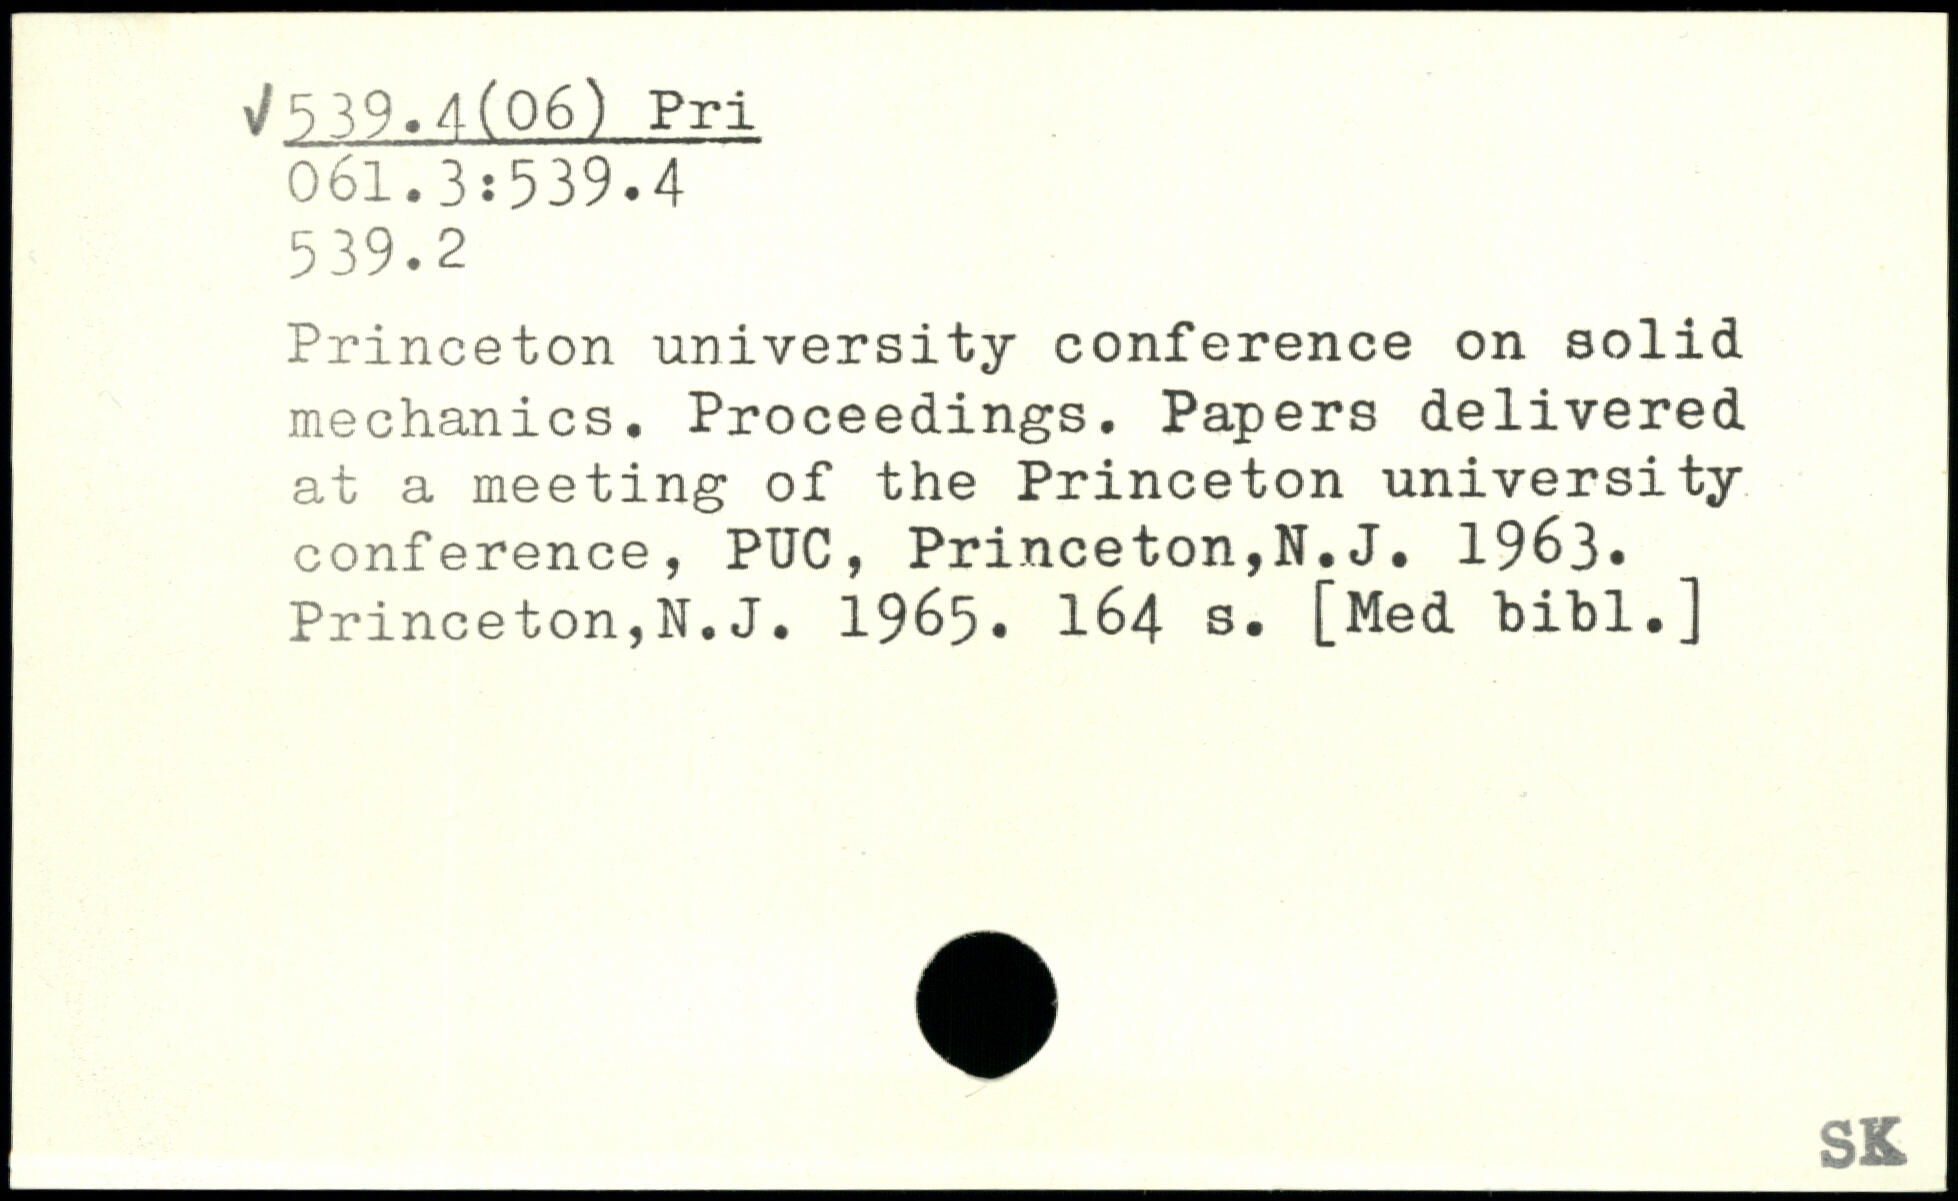 √539.4(06) Pri
061.3:539.4
539.2
Princeton university conference on solid
mechanics. Proceedings. Papers delivered
at a meeting of the Princeton university
conference, PUC, Princeton,N.J. 1963.
Princeton,N.J. 1965. 164 s. [Med bibl.]
SK